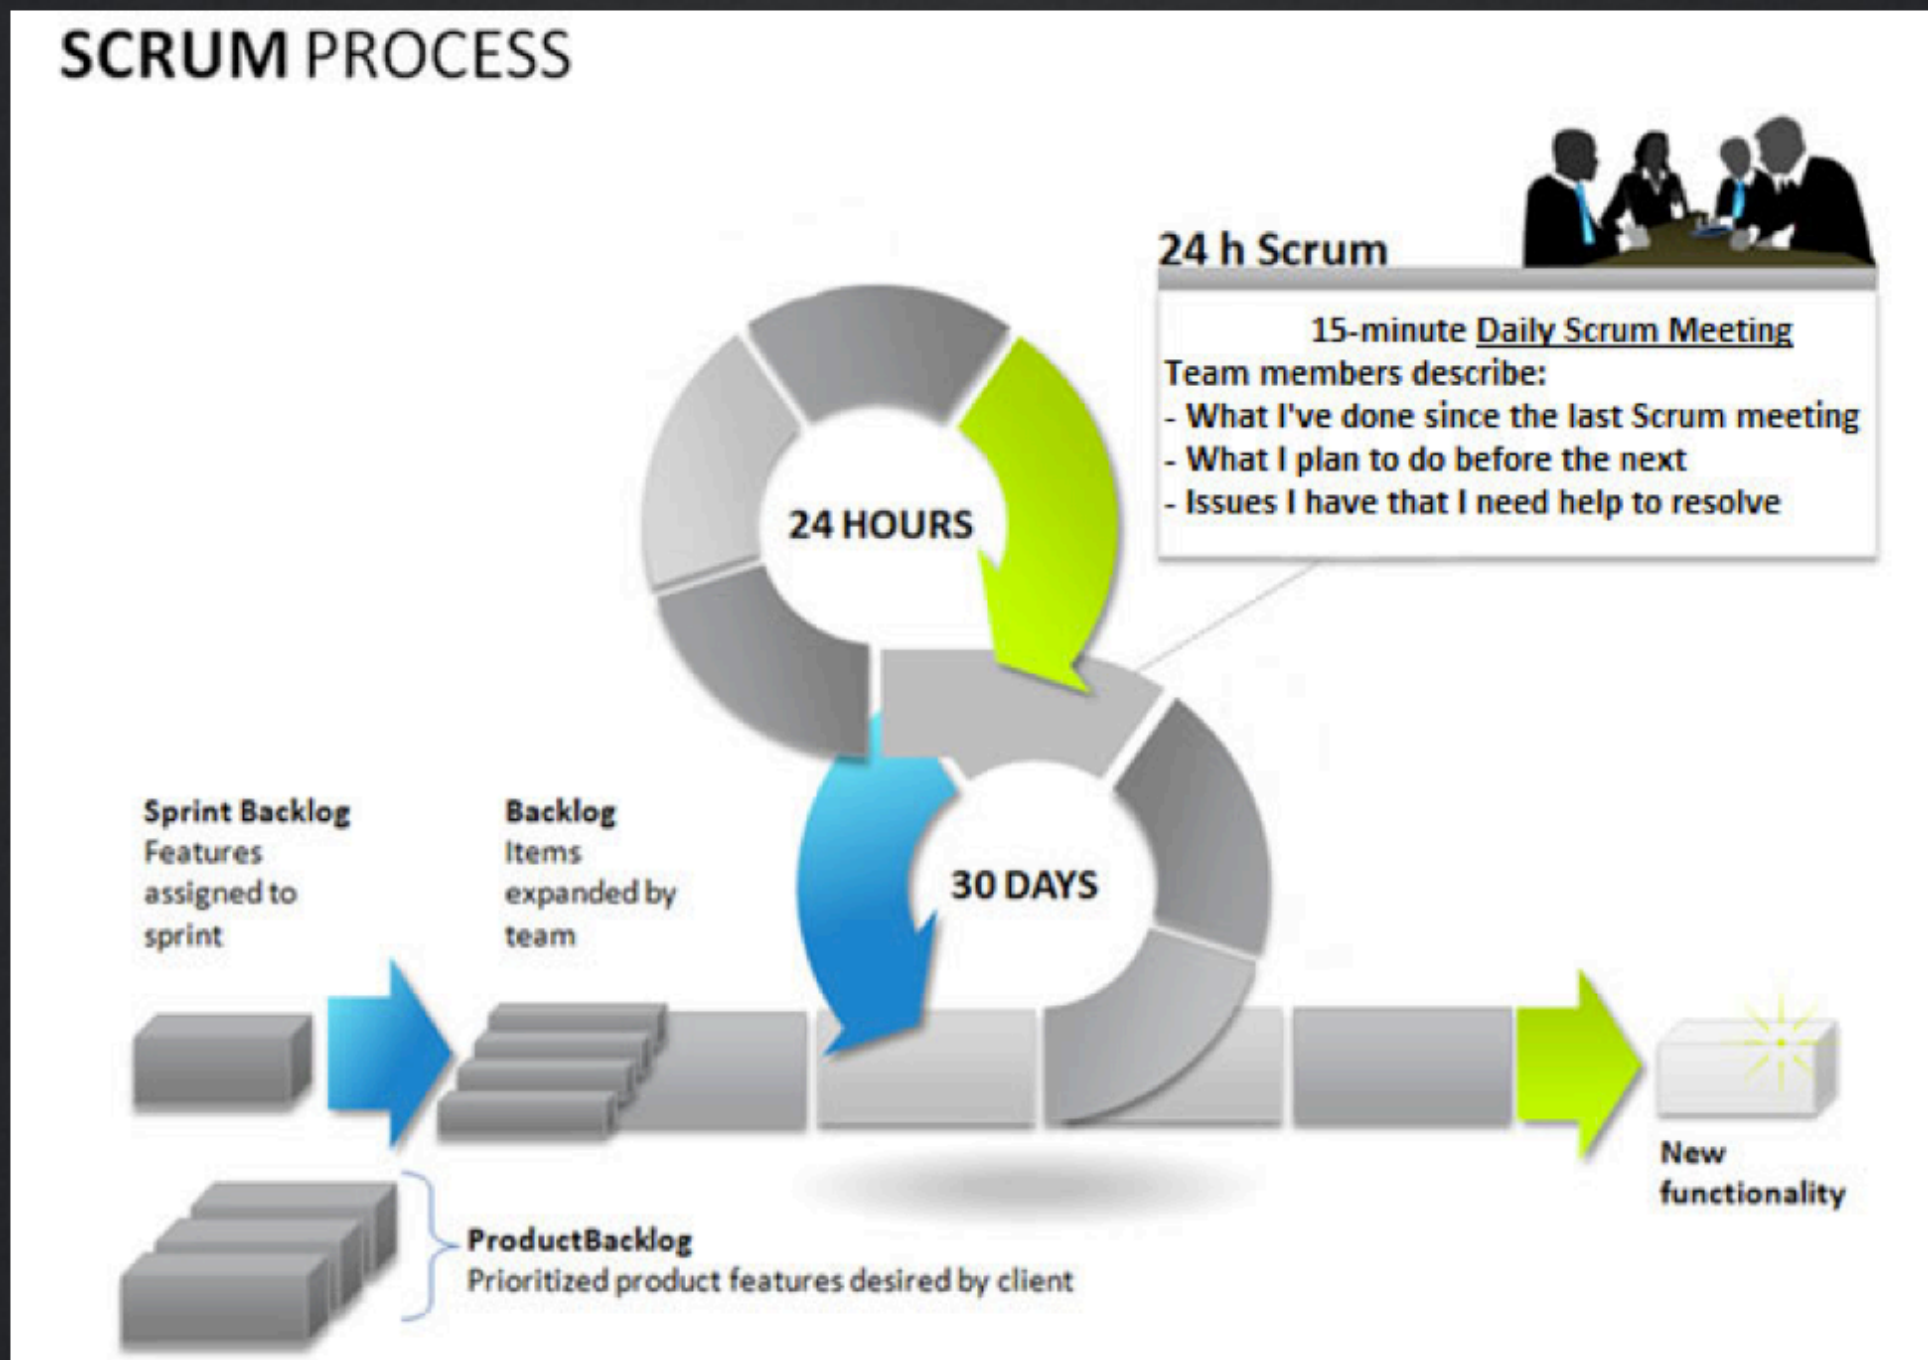 SCRUM PROCESS
24 h Scrum
15-minute Daily Scrum Meeting
Team members describe:
- What I've done since the last Scrum meeting
- What I plan to do before the next
- Issues I have that I need help to resolve
24 HOURS
30 DAYS
Sprint Backlog
Features
assigned to
sprint
Backlog
Items
expanded by
team
New
functionality
ProductBacklog
Prioritized product features desired by client